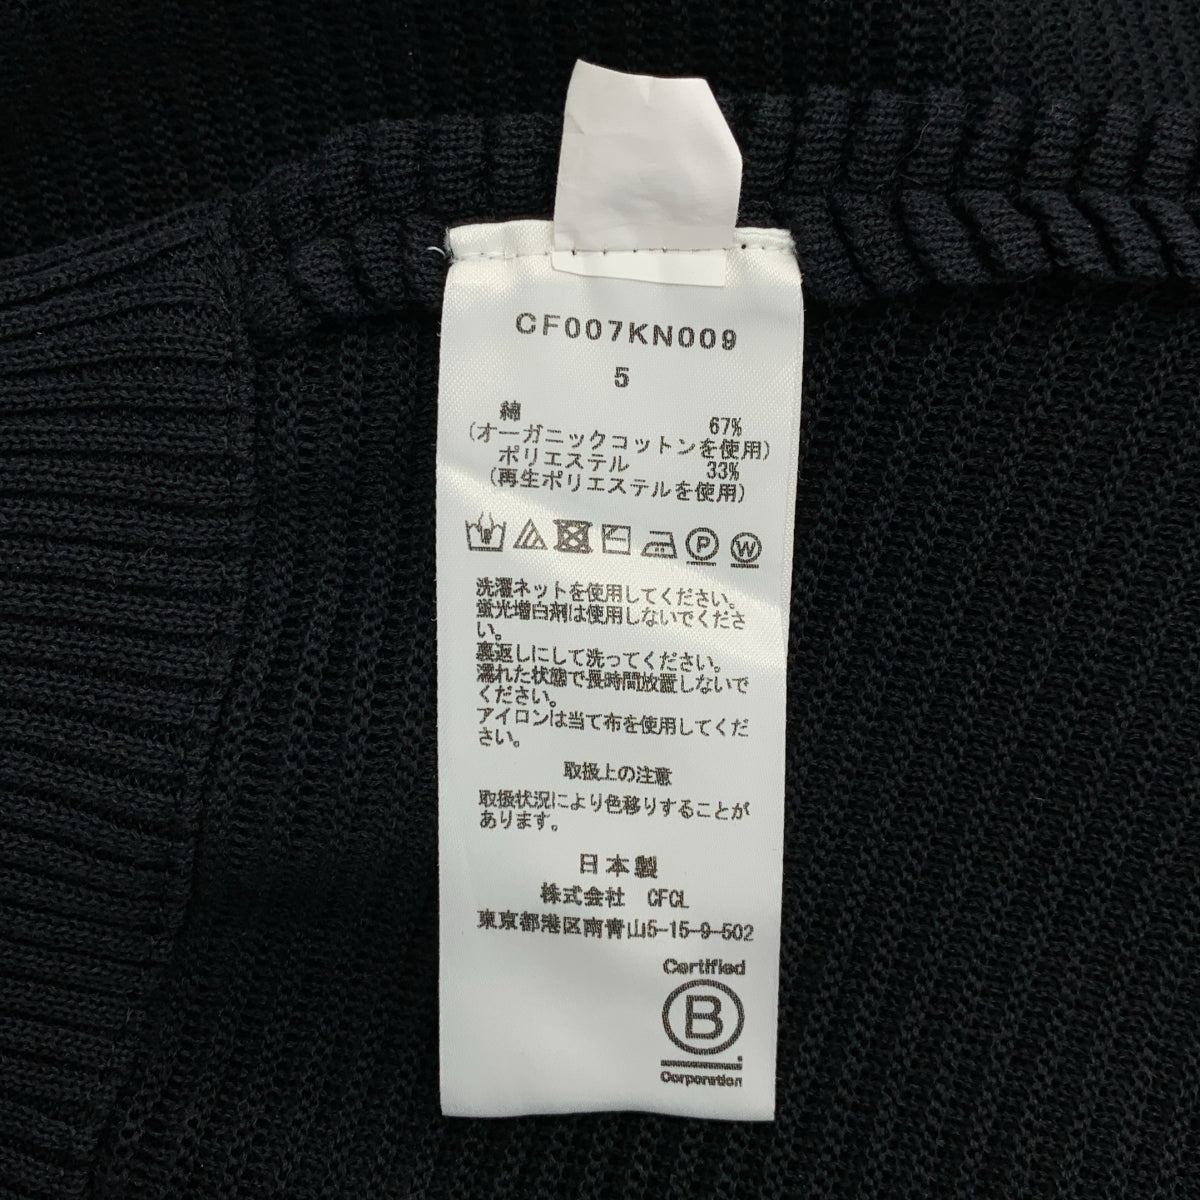 CF007KN009
5
綿 67%
(オーガニックコットンを使用)
ポリエステル 33%
(再生ポリエステルを使用)
P W
洗濯ネットを使用してください。
蛍光増白剤は使用しないでくださ
い。
裏返しにして洗ってください。
濡れた状態で長時間放置しないで
ください。
アイロンは当て布を使用してくだ
さい。
取扱上の注意
取扱状況により色移りすることが
あります。
日本製
株式会社 CFCL
東京都港区南青山5-15-9-502
Certified
B
Corporation